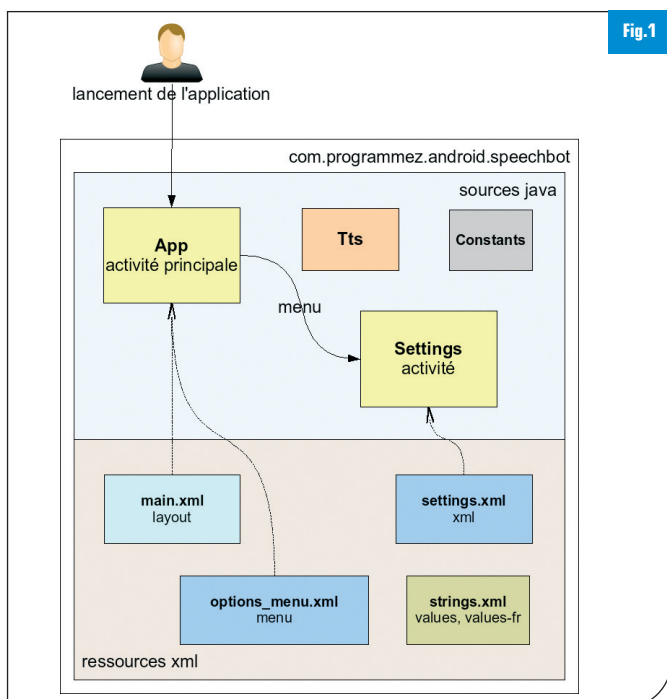 Fig.1
lancement de l'application
com.programmez.android.speechbot
sources java
App
activité principale
Tts
Constants
menu
Settings
activité
main.xml
layout
settings.xml
xml
options_menu.xml
menu
strings.xml
values, values-fr
ressources xml